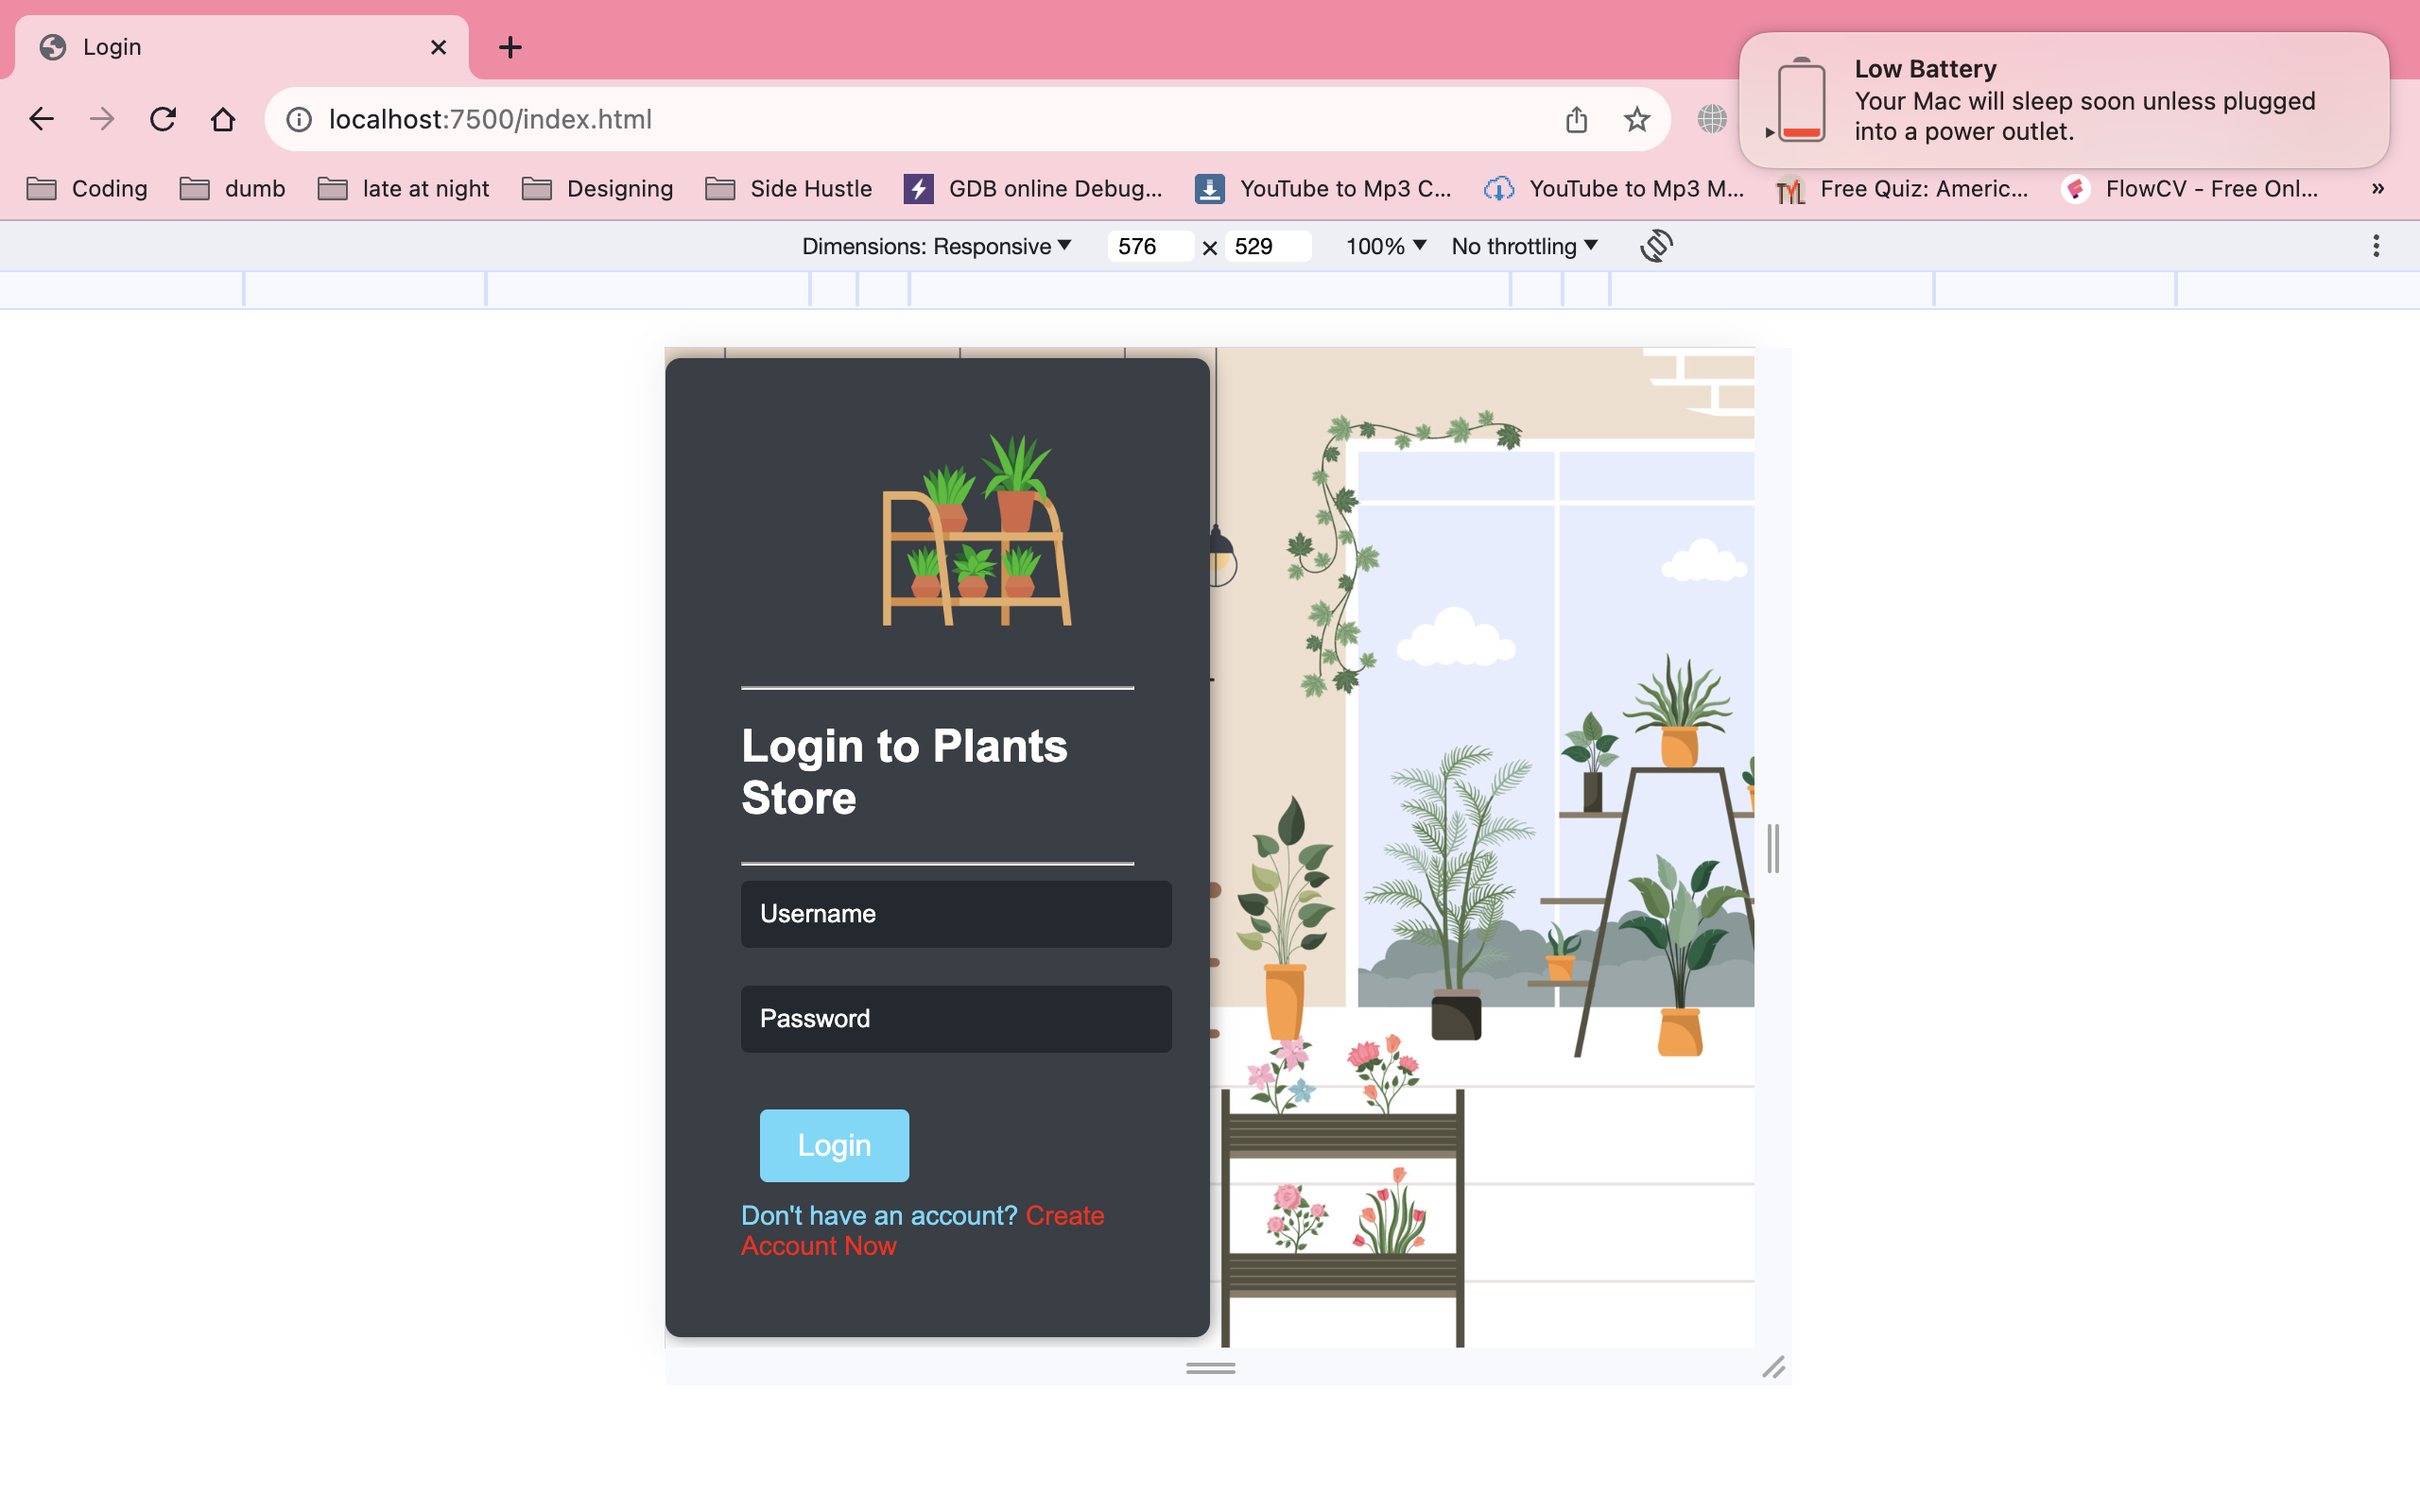 Login
Low Battery
Your Mac will sleep soon unless plugged
into a power outlet.
localhost:7500/index.html
Coding dumb late at night Designing Side Hustle GDB online Debug... YouTube to Mp3 C... YouTube to Mp3 M... Free Quiz: Americ... FlowCV - Free Onl... »
Dimensions: Responsive 576 × 529 100% No throttling
Login to Plants
Store
Username
Password
Login
Don't have an account? Create
Account Now